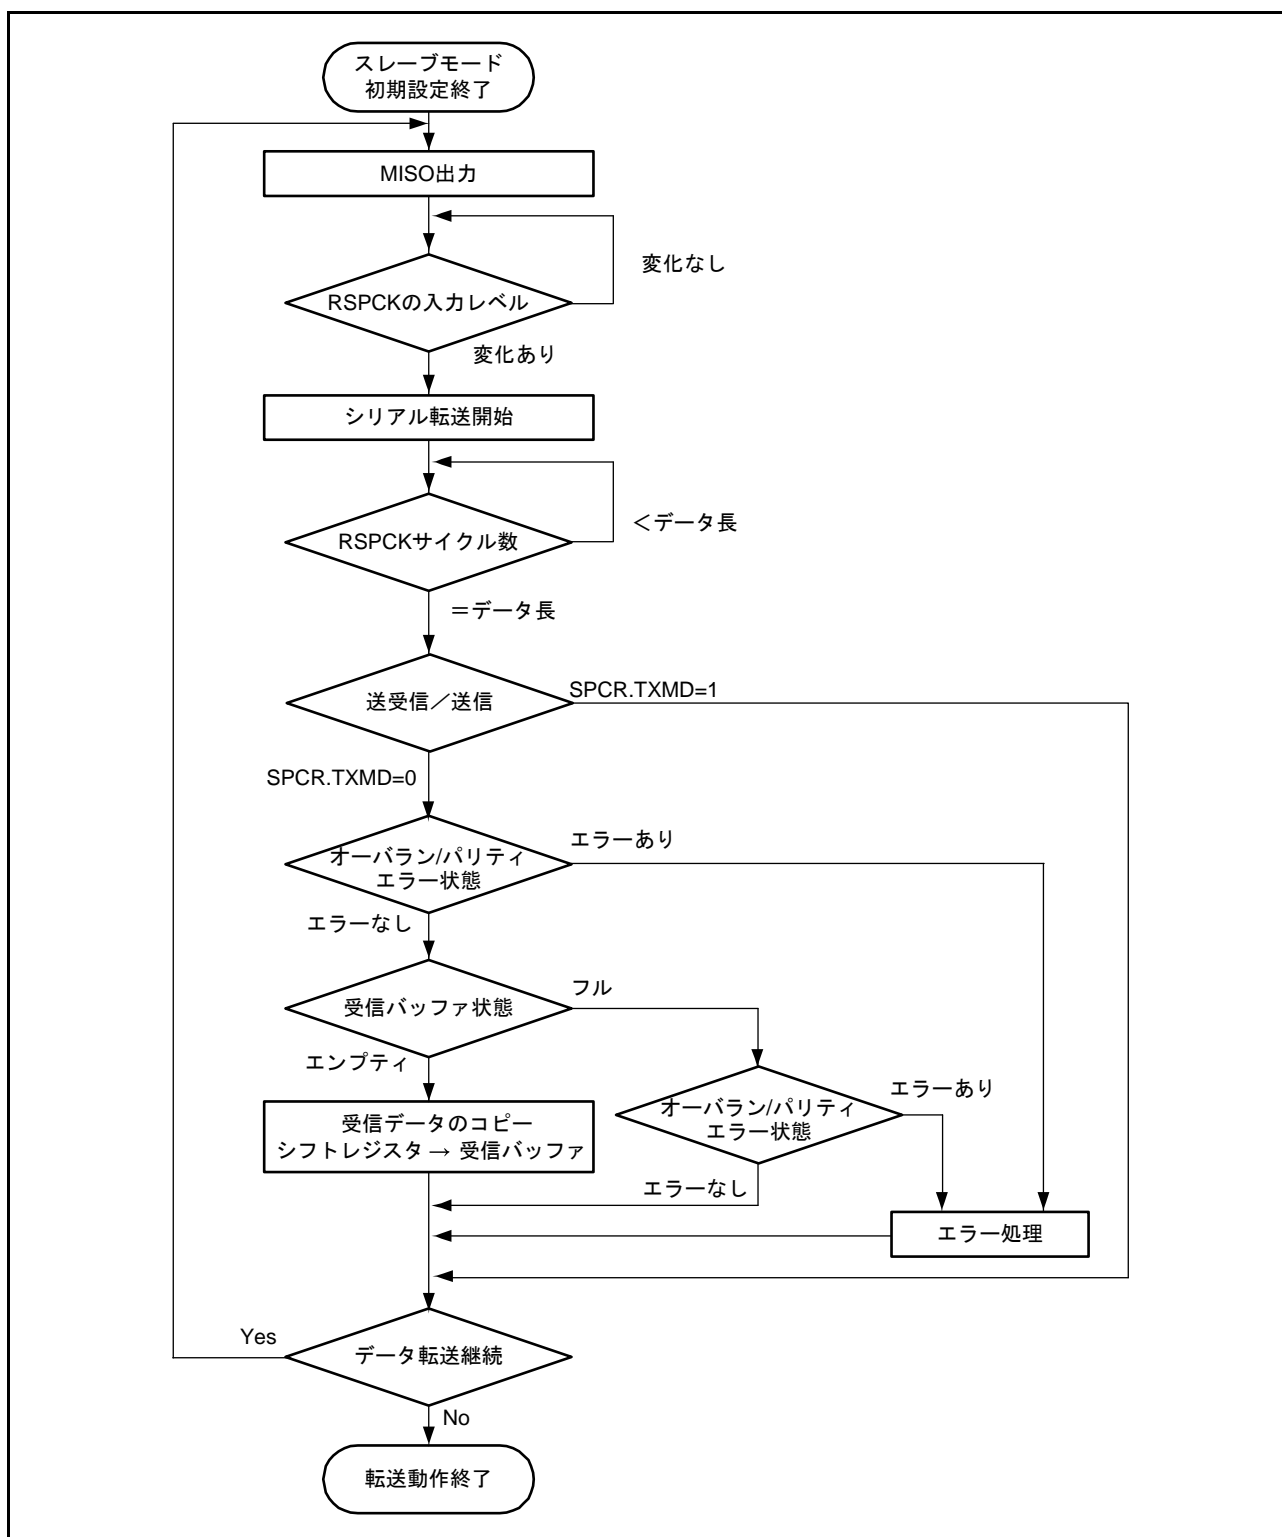 スレーブモード
初期設定終了
MISO出力
変化なし
RSPCKの入力レベル
変化あり
シリアル転送開始
<データ長
RSPCKサイクル数
=データ長
SPCR.TXMD=1
送受信/送信
SPCR.TXMD=0
エラーあり
オーバラン/パリティ
エラー状態
エラーなし
フル
受信バッファ状態
エンプティ
エラーあり
オーバラン/パリティ
エラー状態
受信データのコピー
シフトレジスタ → 受信バッファ
エラーなし
エラー処理
Yes
データ転送継続
No
転送動作終了